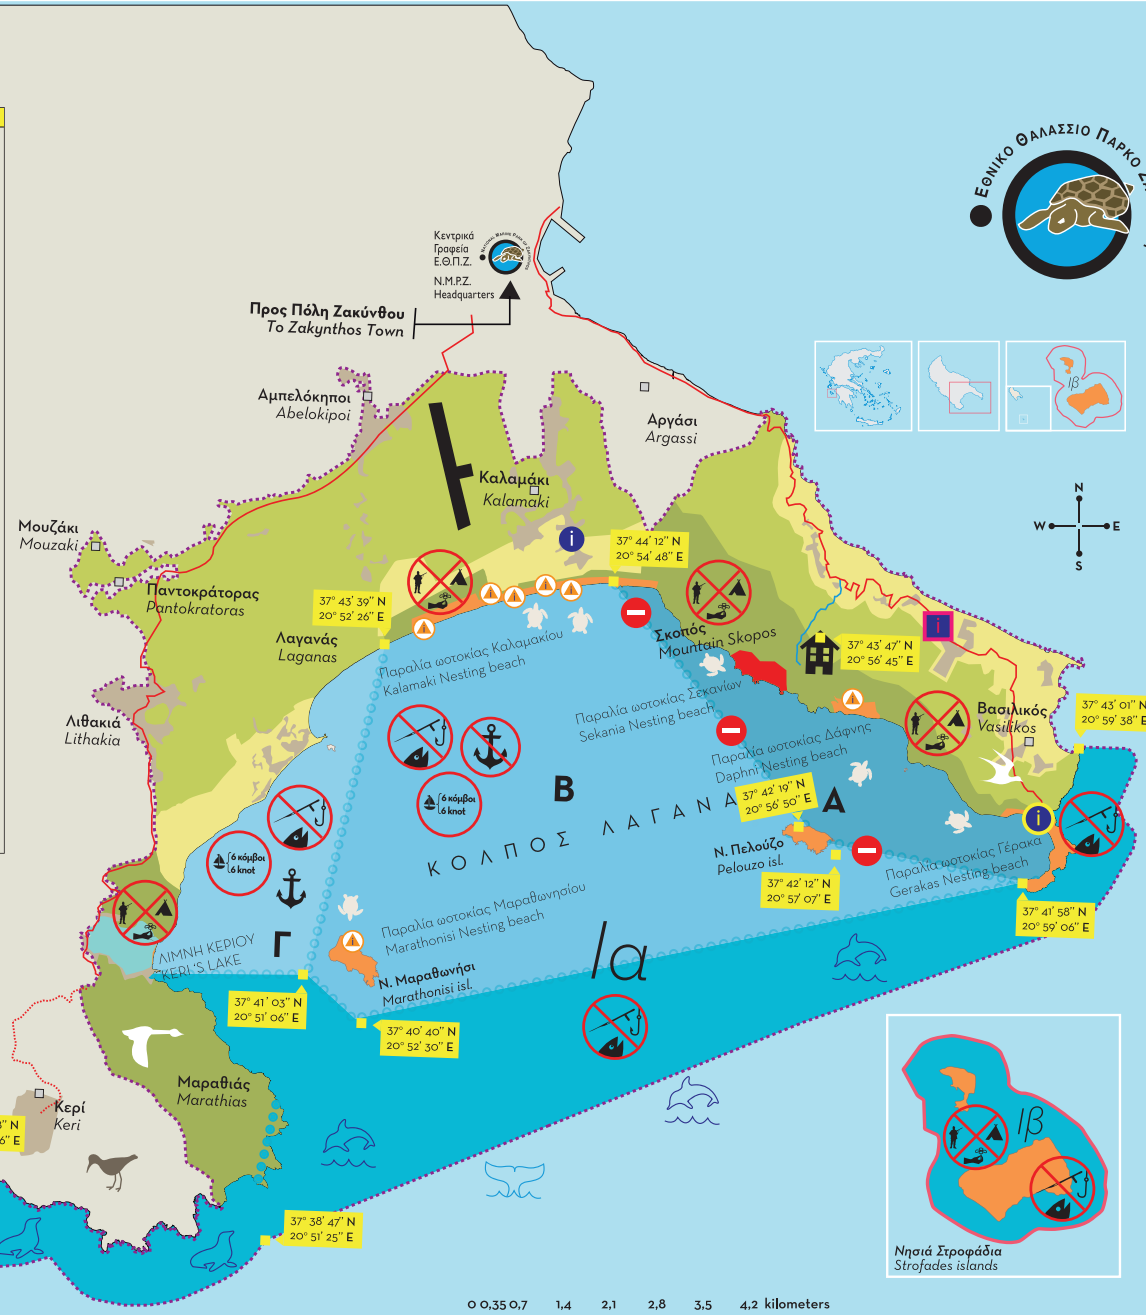 ΕΘΝΙΚΟ ΘΑΛΑΣΣΙΟ ΠΑΡΚΟ
Κεντρικά
Γραφεία
Ε.Θ.Π.Ζ.
N.M.P.Z.
Headquarters
NATIONAL MARINE PARK OF ZAKYNTHOS
Προς Πόλη Ζακύνθου
To Zakynthos Town
Αμπελόκηποι
Abelokipoi
Αργάσι
Argassi
Ιβ
Καλαμάκι
Kalamaki
N
W E
S
Μουζάκι
Mouzaki
i
37° 44' 12" N
20° 54' 48" E
Παντοκράτορας
Pantokratoras
37° 43' 39" N
20° 52' 26" E
Λαγανάς
Laganas
Σκοπός
Mountain Skopos
i
37° 43' 47" N
20° 56' 45" E
Παραλία ωοτοκίας Καλαμακίου
Kalamaki Nesting beach
Λιθακιά
Lithakia
Παραλία ωοτοκίας Σεκανίων
Sekania Nesting beach
Βασιλικός
Vasilikos
37° 43' 01" N
20° 59' 38" E
Παραλία ωοτοκίας Δάφνης
Daphni Nesting beach
6 κόμβοι
6 knot
B
37° 42' 19" N
20° 56' 50" E
A
ΚΟΛΠΟΣ ΛΑΓΑΝΑ
i
6 κόμβοι
6 knot
Ν. Πελούζο
Pelouzo isl.
Παραλία ωοτοκίας Γέρακα
Gerakas Nesting beach
37° 42' 12" N
20° 57' 07" E
37° 41' 58" N
20° 59' 06" E
Παραλία ωοτοκίας Μαραθωνησίου
Marathonisi Nesting beach
ΛΙΜΝΗ ΚΕΡΙΟΥ
KERI 'S LAKE
Γ
Ια
Ν. Μαραθωνήσι
Marathonisi isl.
37° 41' 03" N
20° 51' 06" E
37° 40' 40" N
20° 52' 30" E
Μαραθιάς
Marathias
Κερί
Keri
Ιβ
37° 38' 47" N
20° 51' 25" E
Νησιά Στροφάδια
Strofades islands
0 0,35 0,7 1,4 2,1 2,8 3,5 4,2 kilometers